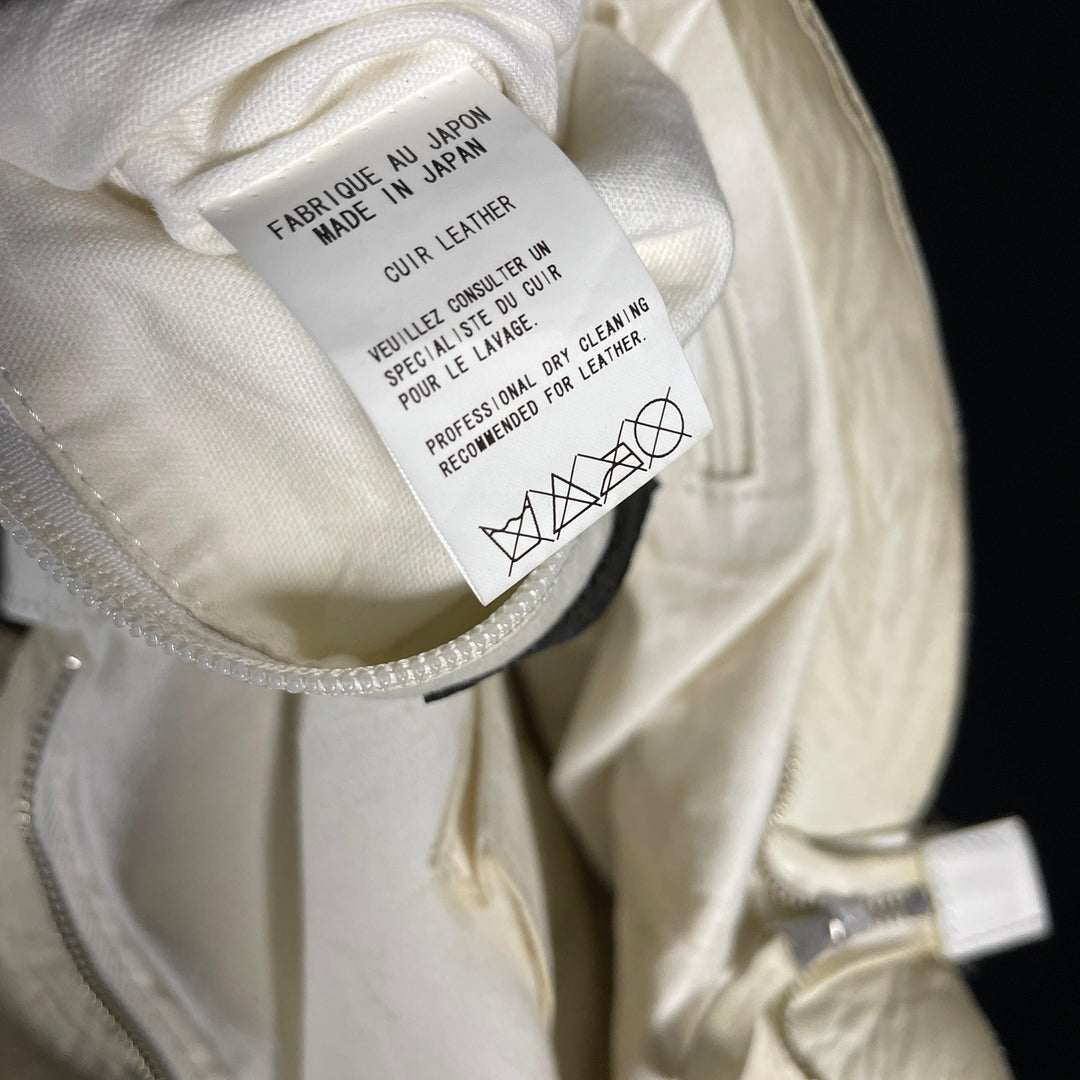 FABRIQUE AU JAPON
MADE IN JAPAN
CUIR LEATHER
VEUILLEZ CONSULTER UN
SPECIALISTE DU CUIR
POUR LE LAVAGE.
PROFESSIONAL DRY CLEANING
RECOMMENDED FOR LEATHER.